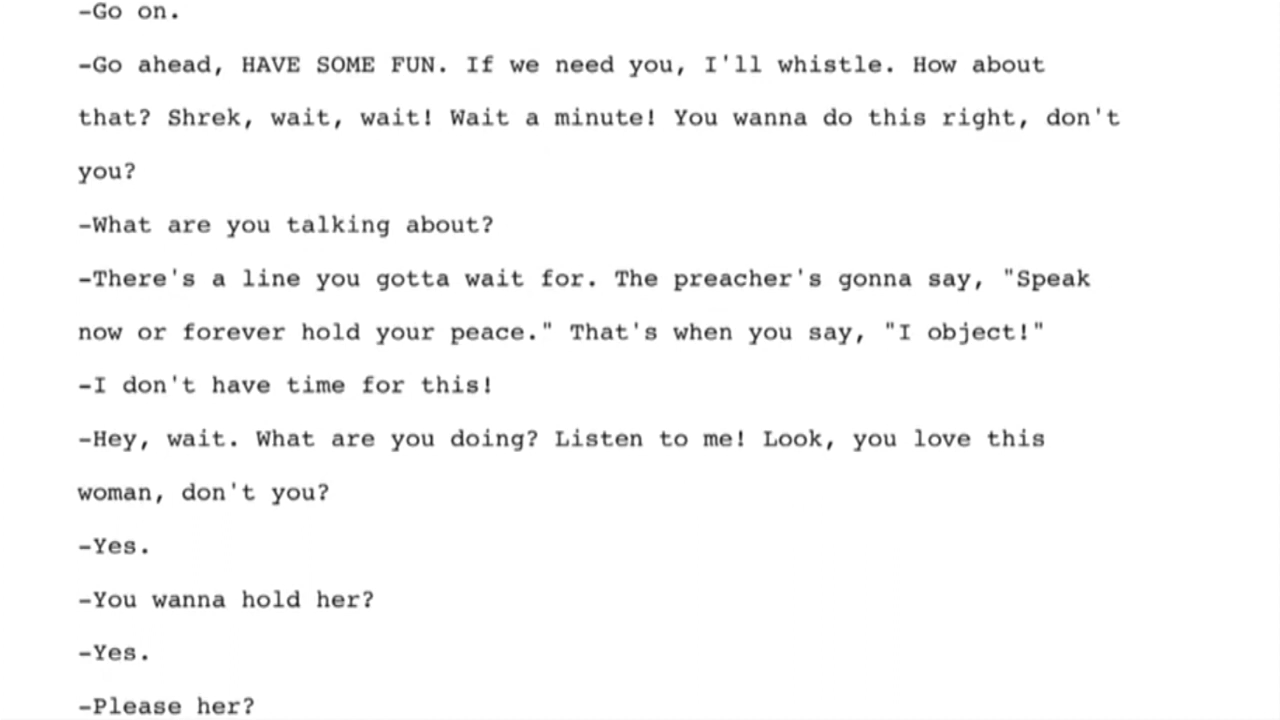 -Go on.
-Go ahead, HAVE SOME FUN. If we need you, I'll whistle. How about
that? Shrek, wait, wait! Wait a minute! You wanna do this right, don't
you?
-What are you talking about?
-There's a line you gotta wait for. The preacher's gonna say, "Speak
now or forever hold your peace." That's when you say, "I object!"
-I don't have time for this!
-Hey, wait. What are you doing? Listen to me! Look, you love this
woman, don't you?
-Yes.
-You wanna hold her?
-Yes.
-Please her?